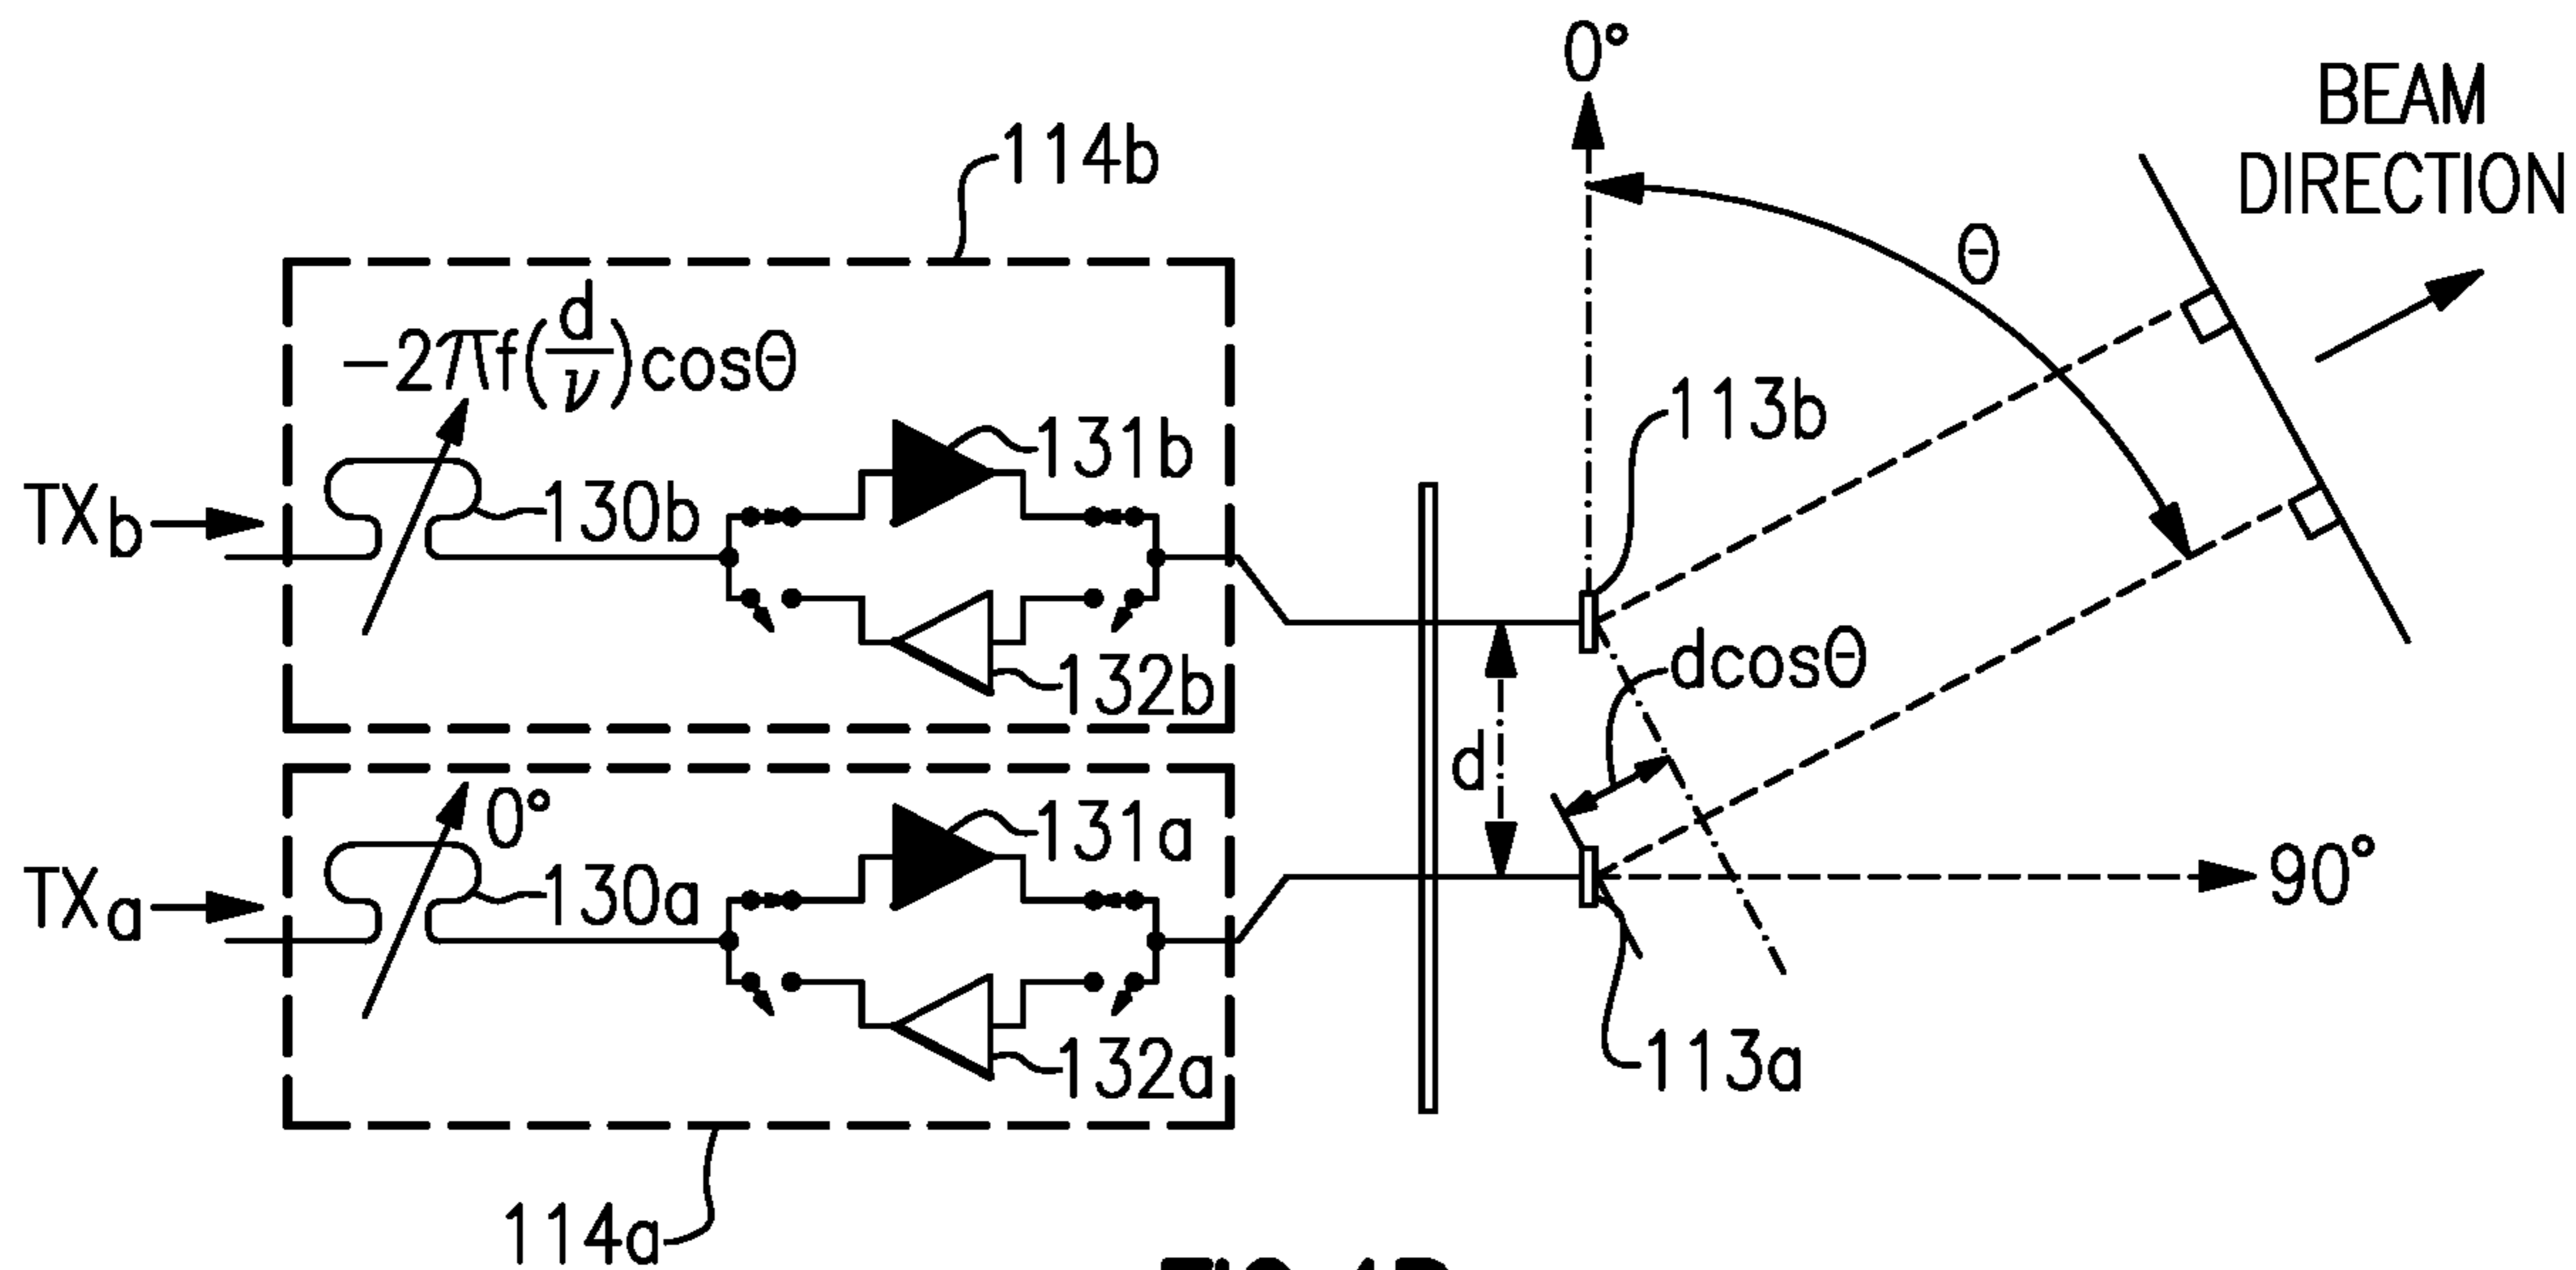 0°
BEAM
DIRECTION
114b
θ
−2πf(d/ν)cosθ
131b
113b
TXb
130b
dcosθ
132b
d
0°
131a
TXa
130a
90°
132a
113a
114a